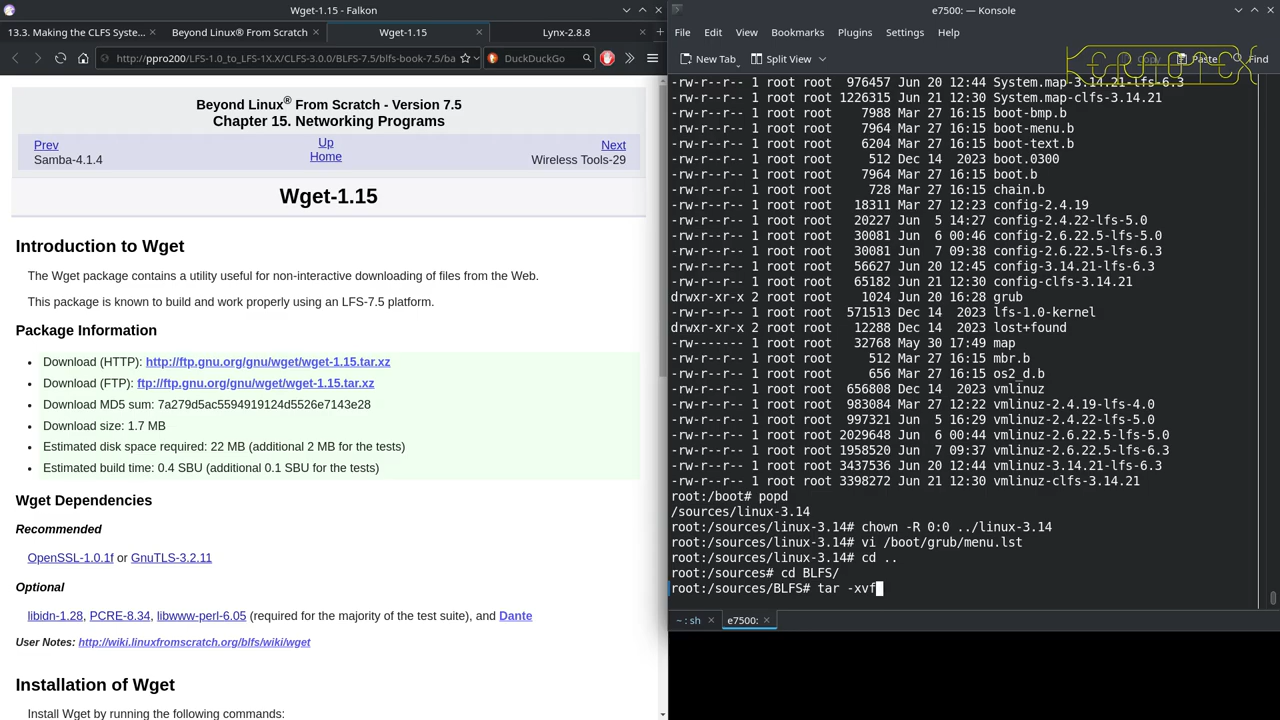 Wget-1.15 - Falkon
13.3. Making the CLFS Syste...
Beyond Linux® From Scratch
Wget-1.15
Lynx-2.8.8
http://ppro200/LFS-1.0_to_LFS-1X.X/CLFS-3.0.0/BLFS-7.5/blfs-book-7.5/ba
DuckDuckGo
Beyond Linux® From Scratch - Version 7.5
Chapter 15. Networking Programs
Prev
Up
Next
Samba-4.1.4
Home
Wireless Tools-29
Wget-1.15
Introduction to Wget
The Wget package contains a utility useful for non-interactive downloading of files from the Web.
This package is known to build and work properly using an LFS-7.5 platform.
Package Information
• Download (HTTP): http://ftp.gnu.org/gnu/wget/wget-1.15.tar.xz
• Download (FTP): ftp://ftp.gnu.org/gnu/wget/wget-1.15.tar.xz
• Download MD5 sum: 7a279d5ac5594919124d5526e7143e28
• Download size: 1.7 MB
• Estimated disk space required: 22 MB (additional 2 MB for the tests)
• Estimated build time: 0.4 SBU (additional 0.1 SBU for the tests)
Wget Dependencies
Recommended
OpenSSL-1.0.1f or GnuTLS-3.2.11
Optional
libidn-1.28, PCRE-8.34, libwww-perl-6.05 (required for the majority of the test suite), and Dante
User Notes: http://wiki.linuxfromscratch.org/blfs/wiki/wget
Installation of Wget
Install Wget by running the following commands:
e7500: — Konsole
File Edit View Bookmarks Plugins Settings Help
New Tab Split View Copy Paste Find
-rw-r--r-- 1 root root 976457 Jun 20 12:44 System.map-3.14.21-lfs-6.3
-rw-r--r-- 1 root root 1226315 Jun 21 12:30 System.map-clfs-3.14.21
-rw-r--r-- 1 root root 7988 Mar 27 16:15 boot-bmp.b
-rw-r--r-- 1 root root 7964 Mar 27 16:15 boot-menu.b
-rw-r--r-- 1 root root 6204 Mar 27 16:15 boot-text.b
-rw-r--r-- 1 root root 512 Dec 14 2023 boot.0300
-rw-r--r-- 1 root root 7964 Mar 27 16:15 boot.b
-rw-r--r-- 1 root root 728 Mar 27 16:15 chain.b
-rw-r--r-- 1 root root 18311 Mar 27 12:23 config-2.4.19
-rw-r--r-- 1 root root 20227 Jun 5 14:27 config-2.4.22-lfs-5.0
-rw-r--r-- 1 root root 30081 Jun 6 00:46 config-2.6.22.5-lfs-5.0
-rw-r--r-- 1 root root 30081 Jun 7 09:38 config-2.6.22.5-lfs-6.3
-rw-r--r-- 1 root root 56627 Jun 20 12:45 config-3.14.21-lfs-6.3
-rw-r--r-- 1 root root 65182 Jun 21 12:30 config-clfs-3.14.21
drwxr-xr-x 2 root root 1024 Jun 20 16:28 grub
-rw-r--r-- 1 root root 571513 Dec 14 2023 lfs-1.0-kernel
drwxr-xr-x 2 root root 12288 Dec 14 2023 lost+found
-rw------- 1 root root 32768 May 30 17:49 map
-rw-r--r-- 1 root root 512 Mar 27 16:15 mbr.b
-rw-r--r-- 1 root root 656 Mar 27 16:15 os2_d.b
-rw-r--r-- 1 root root 656808 Dec 14 2023 vmlinuz
-rw-r--r-- 1 root root 983084 Mar 27 12:22 vmlinuz-2.4.19-lfs-4.0
-rw-r--r-- 1 root root 997321 Jun 5 16:29 vmlinuz-2.4.22-lfs-5.0
-rw-r--r-- 1 root root 2029648 Jun 6 00:44 vmlinuz-2.6.22.5-lfs-5.0
-rw-r--r-- 1 root root 1958520 Jun 7 09:37 vmlinuz-2.6.22.5-lfs-6.3
-rw-r--r-- 1 root root 3437536 Jun 20 12:44 vmlinuz-3.14.21-lfs-6.3
-rw-r--r-- 1 root root 3398272 Jun 21 12:30 vmlinuz-clfs-3.14.21
root:/boot# popd
/sources/linux-3.14
root:/sources/linux-3.14# chown -R 0:0 ../linux-3.14
root:/sources/linux-3.14# vi /boot/grub/menu.lst
root:/sources/linux-3.14# cd ..
root:/sources# cd BLFS/
root:/sources/BLFS# tar -xvf
~ : sh
e7500: